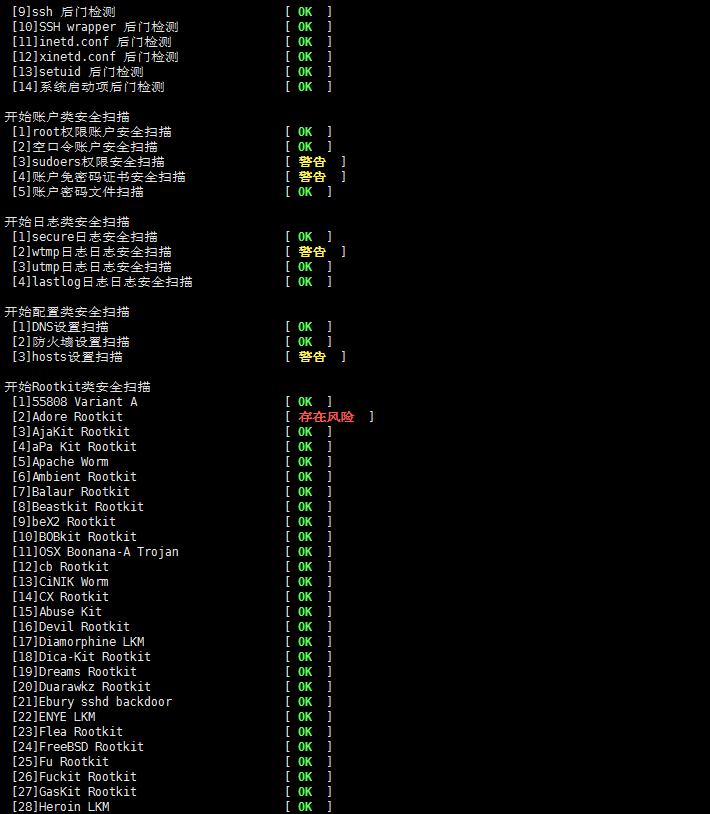 [9]ssh 后门检测 [ OK ]
[10]SSH wrapper 后门检测 [ OK ]
[11]inetd.conf 后门检测 [ OK ]
[12]xinetd.conf 后门检测 [ OK ]
[13]setuid 后门检测 [ OK ]
[14]系统启动项后门检测 [ OK ]
开始账户类安全扫描
[1]root权限账户安全扫描 [ OK ]
[2]空口令账户安全扫描 [ OK ]
[3]sudoers权限安全扫描 [ 警告 ]
[4]账户免密码证书安全扫描 [ 警告 ]
[5]账户密码文件扫描 [ OK ]
开始日志类安全扫描
[1]secure日志安全扫描 [ OK ]
[2]wtmp日志日志安全扫描 [ 警告 ]
[3]utmp日志日志安全扫描 [ OK ]
[4]lastlog日志日志安全扫描 [ OK ]
开始配置类安全扫描
[1]DNS设置扫描 [ OK ]
[2]防火墙设置扫描 [ OK ]
[3]hosts设置扫描 [ 警告 ]
开始Rootkit类安全扫描
[1]55808 Variant A [ OK ]
[2]Adore Rootkit [ 存在风险 ]
[3]AjaKit Rootkit [ OK ]
[4]aPa Kit Rootkit [ OK ]
[5]Apache Worm [ OK ]
[6]Ambient Rootkit [ OK ]
[7]Balaur Rootkit [ OK ]
[8]Beastkit Rootkit [ OK ]
[9]beX2 Rootkit [ OK ]
[10]BOBkit Rootkit [ OK ]
[11]OSX Boonana-A Trojan [ OK ]
[12]cb Rootkit [ OK ]
[13]CiNIK Worm [ OK ]
[14]CX Rootkit [ OK ]
[15]Abuse Kit [ OK ]
[16]Devil Rootkit [ OK ]
[17]Diamorphine LKM [ OK ]
[18]Dica-Kit Rootkit [ OK ]
[19]Dreams Rootkit [ OK ]
[20]Duarawkz Rootkit [ OK ]
[21]Ebury sshd backdoor [ OK ]
[22]ENYE LKM [ OK ]
[23]Flea Rootkit [ OK ]
[24]FreeBSD Rootkit [ OK ]
[25]Fu Rootkit [ OK ]
[26]Fuckit Rootkit [ OK ]
[27]GasKit Rootkit [ OK ]
[28]Heroin LKM [ OK ]